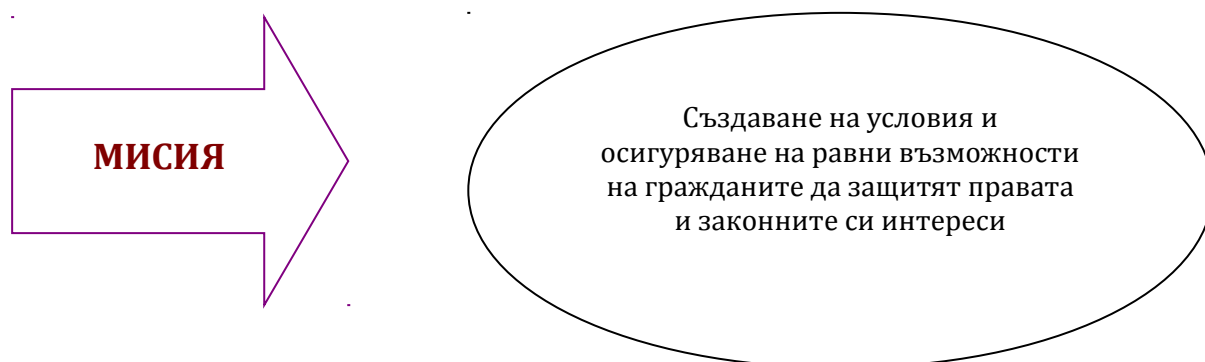 МИСИЯ
Създаване на условия и
осигуряване на равни възможности
на гражданите да защитят правата
и законните си интереси